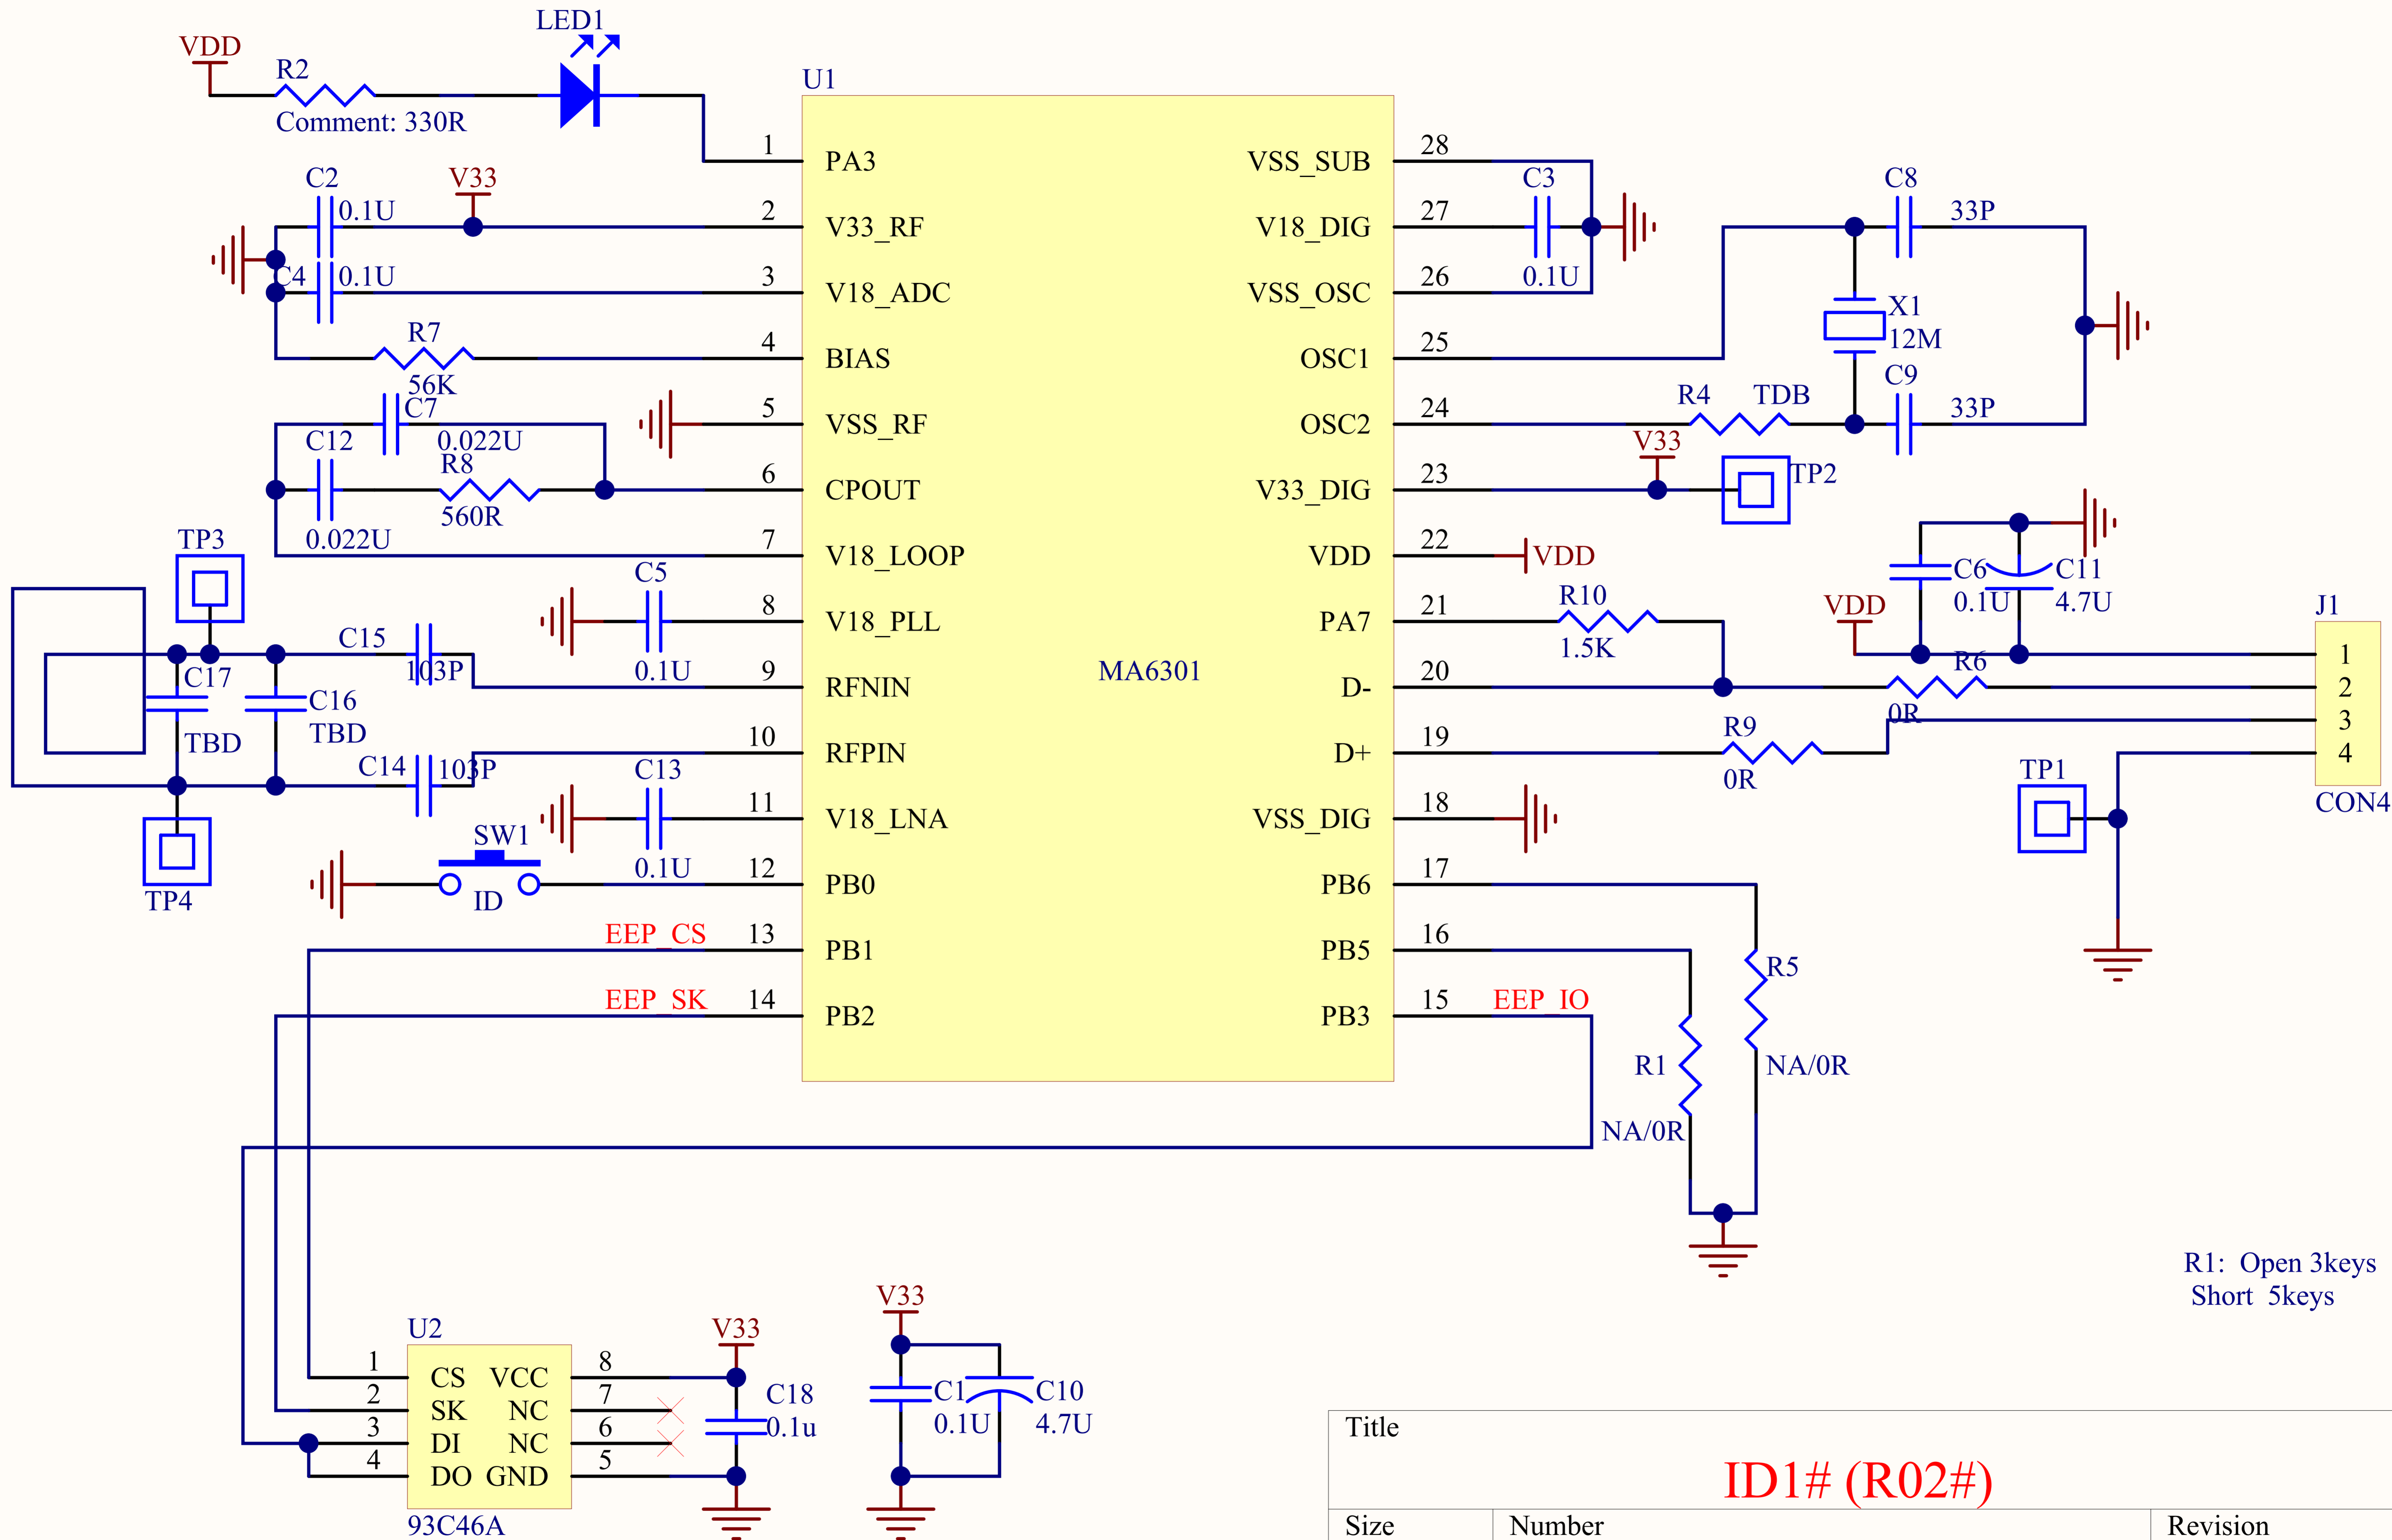 LED1
VDD
R2
Comment: 330R
U1
1 PA3
VSS_SUB 28
C2
0.1U
V33
2 V33_RF
V18_DIG 27
C3
0.1U
C8
33P
C4
0.1U
3 V18_ADC
VSS_OSC 26
X1
12M
R7
56K
4 BIAS
OSC1 25
C9
33P
C7
0.022U
5 VSS_RF
OSC2 24
R4 TDB
C12
0.022U
R8
560R
6 CPOUT
V33_DIG 23
V33
TP2
7 V18_LOOP
VDD 22
VDD
C6
0.1U
C11
4.7U
TP3
C5
0.1U
8 V18_PLL
PA7 21
R10
1.5K
VDD
J1
1
2
3
4
CON4
C15
103P
9 RFNIN
MA6301
D- 20
R6
0R
C17
TBD
C16
TBD
10 RFPIN
D+ 19
R9
0R
C14 103P
C13
0.1U
11 V18_LNA
VSS_DIG 18
TP1
TP4
SW1
ID
12 PB0
PB6 17
EEP_CS
13 PB1
PB5 16
R5
NA/0R
EEP_SK
14 PB2
PB3 15
EEP_IO
R1
NA/0R
R1: Open 3keys
Short 5keys
U2
1 CS VCC 8
2 SK NC 7
3 DI NC 6
4 DO GND 5
93C46A
V33
C18
0.1u
V33
C1
0.1U
C10
4.7U
Title
ID1# (R02#)
Size Number Revision